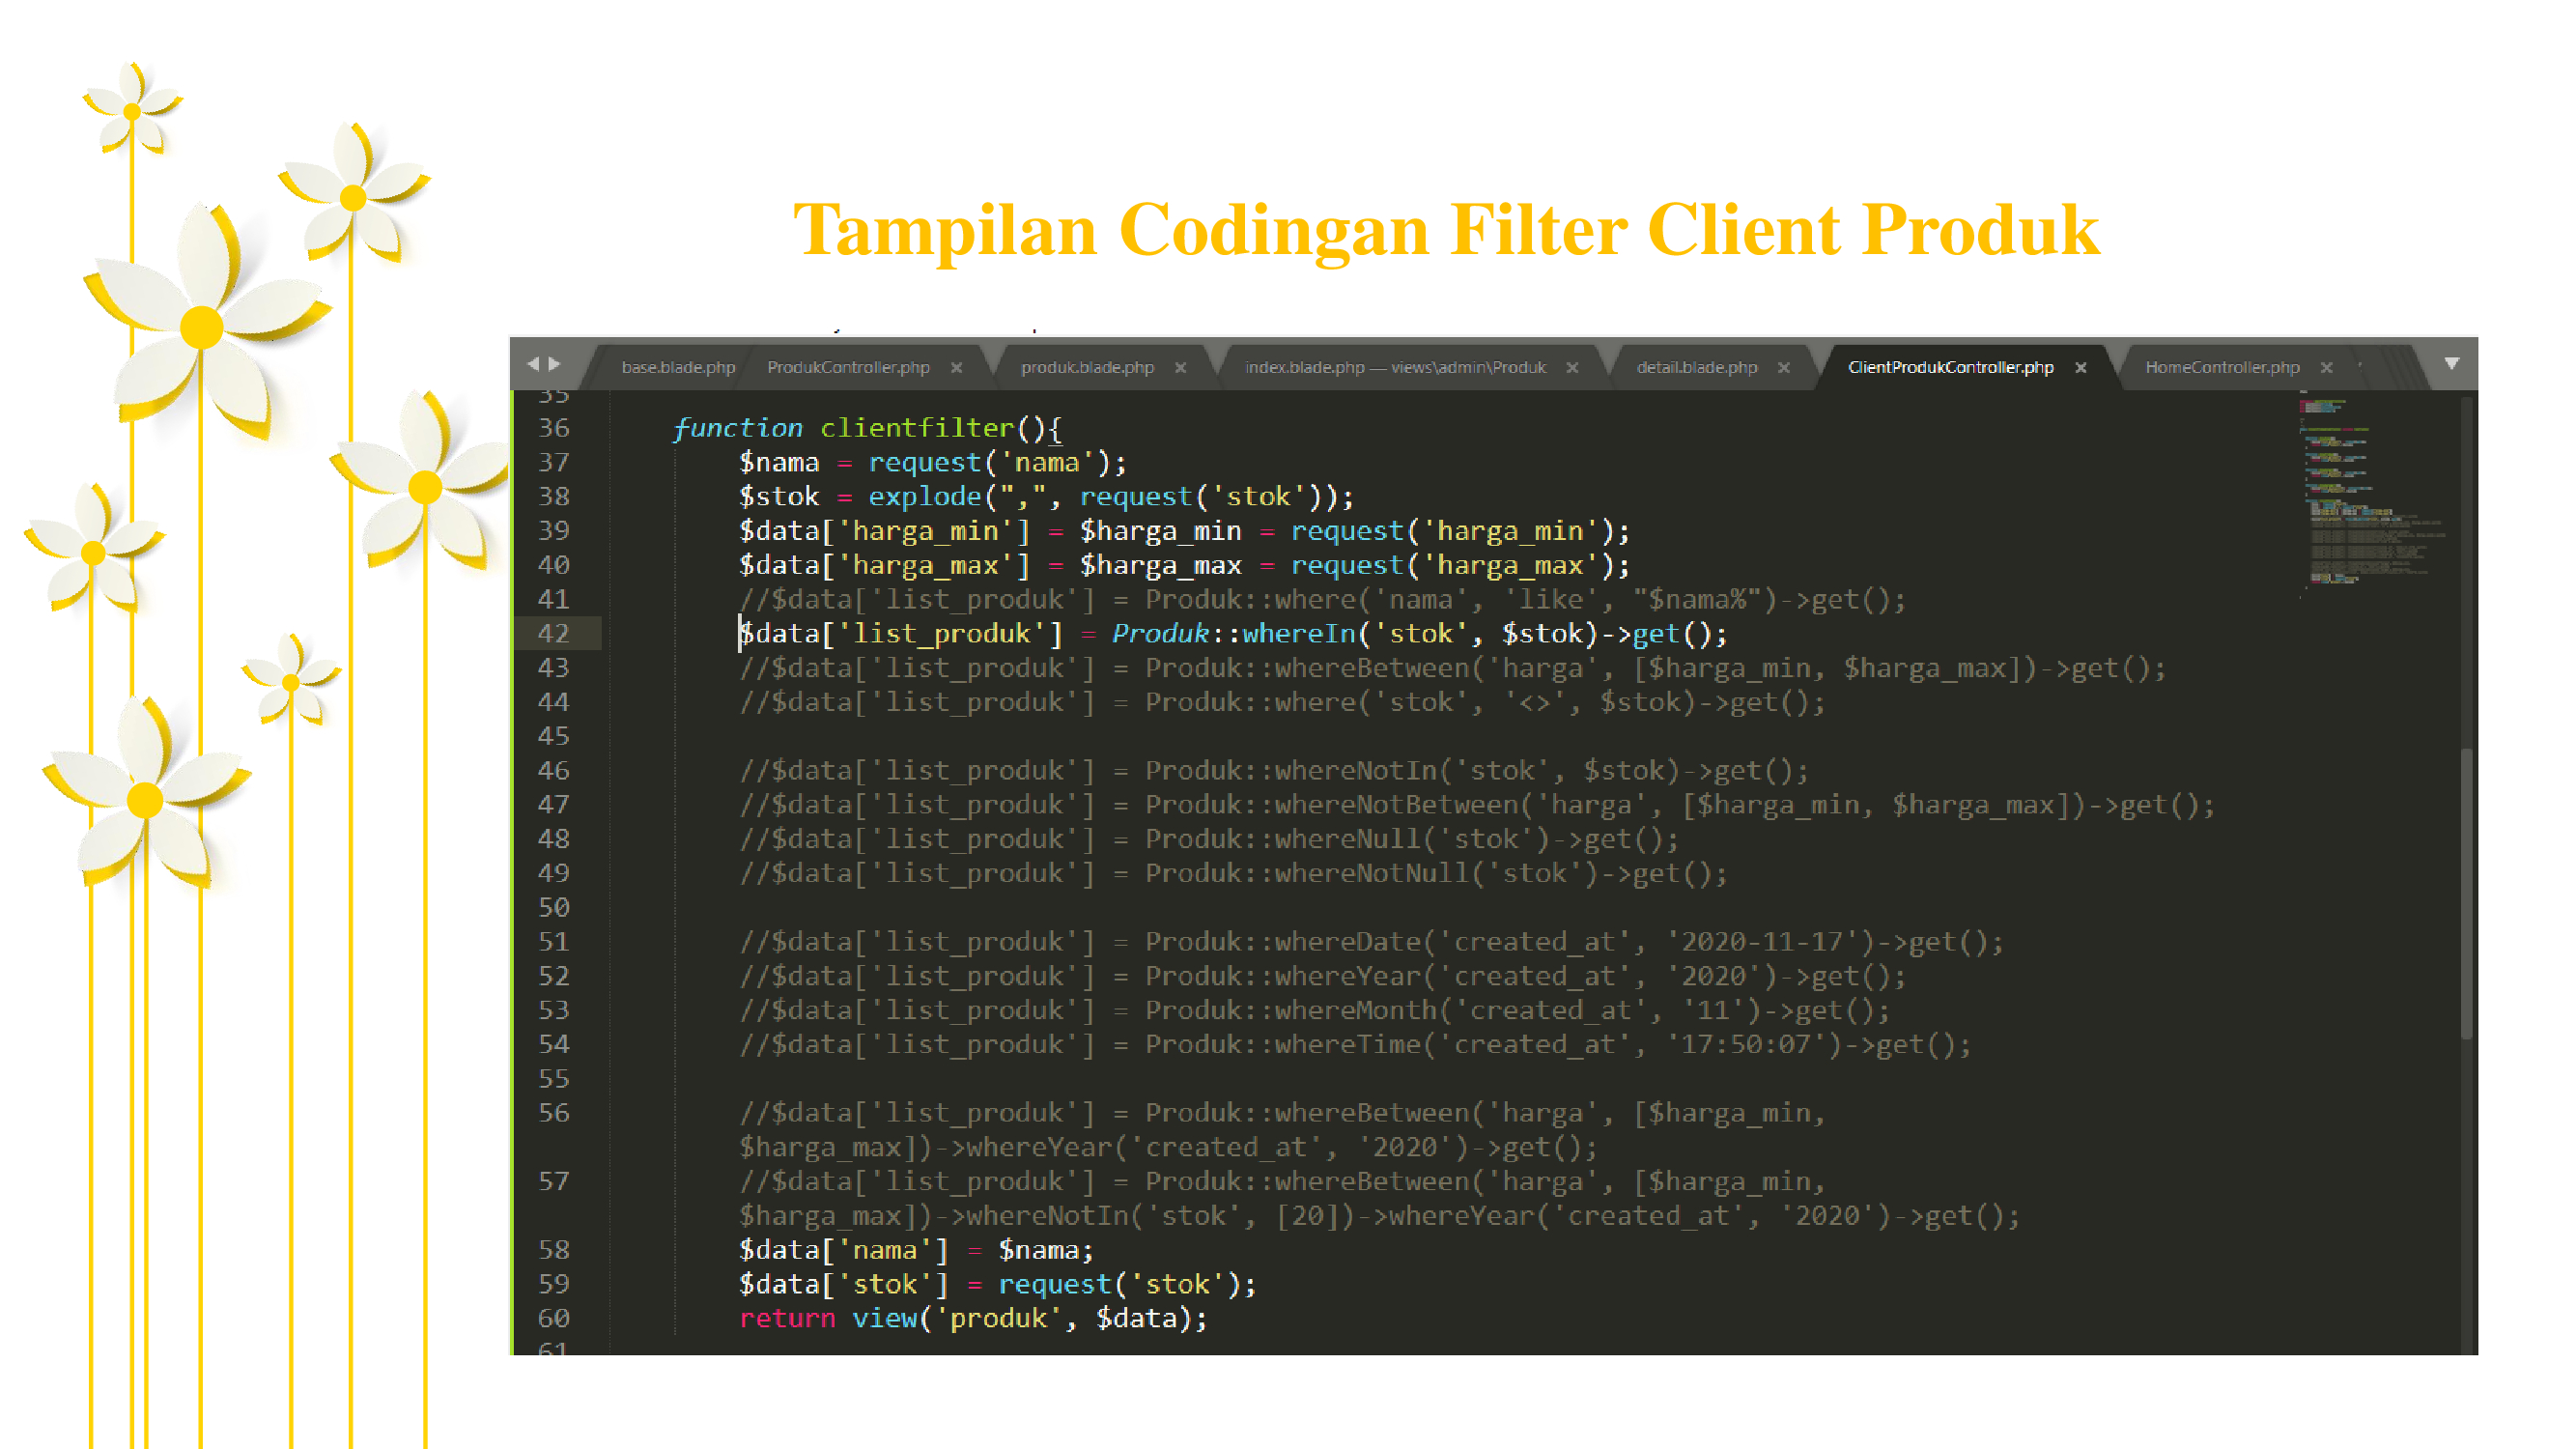 Tampilan Codingan Filter Client Produk
base.blade.php ProdukController.php × produk.blade.php × index.blade.php — views\admin\Produk × detail.blade.php × ClientProdukController.php × HomeController.php ×
35
36 function clientfilter(){
37 $nama = request('nama');
38 $stok = explode(",", request('stok'));
39 $data['harga_min'] = $harga_min = request('harga_min');
40 $data['harga_max'] = $harga_max = request('harga_max');
41 //$data['list_produk'] = Produk::where('nama', 'like', "$nama%")->get();
42 $data['list_produk'] = Produk::whereIn('stok', $stok)->get();
43 //$data['list_produk'] = Produk::whereBetween('harga', [$harga_min, $harga_max])->get();
44 //$data['list_produk'] = Produk::where('stok', '<>', $stok)->get();
45
46 //$data['list_produk'] = Produk::whereNotIn('stok', $stok)->get();
47 //$data['list_produk'] = Produk::whereNotBetween('harga', [$harga_min, $harga_max])->get();
48 //$data['list_produk'] = Produk::whereNull('stok')->get();
49 //$data['list_produk'] = Produk::whereNotNull('stok')->get();
50
51 //$data['list_produk'] = Produk::whereDate('created_at', '2020-11-17')->get();
52 //$data['list_produk'] = Produk::whereYear('created_at', '2020')->get();
53 //$data['list_produk'] = Produk::whereMonth('created_at', '11')->get();
54 //$data['list_produk'] = Produk::whereTime('created_at', '17:50:07')->get();
55
56 //$data['list_produk'] = Produk::whereBetween('harga', [$harga_min,
$harga_max])->whereYear('created_at', '2020')->get();
57 //$data['list_produk'] = Produk::whereBetween('harga', [$harga_min,
$harga_max])->whereNotIn('stok', [20])->whereYear('created_at', '2020')->get();
58 $data['nama'] = $nama;
59 $data['stok'] = request('stok');
60 return view('produk', $data);
61